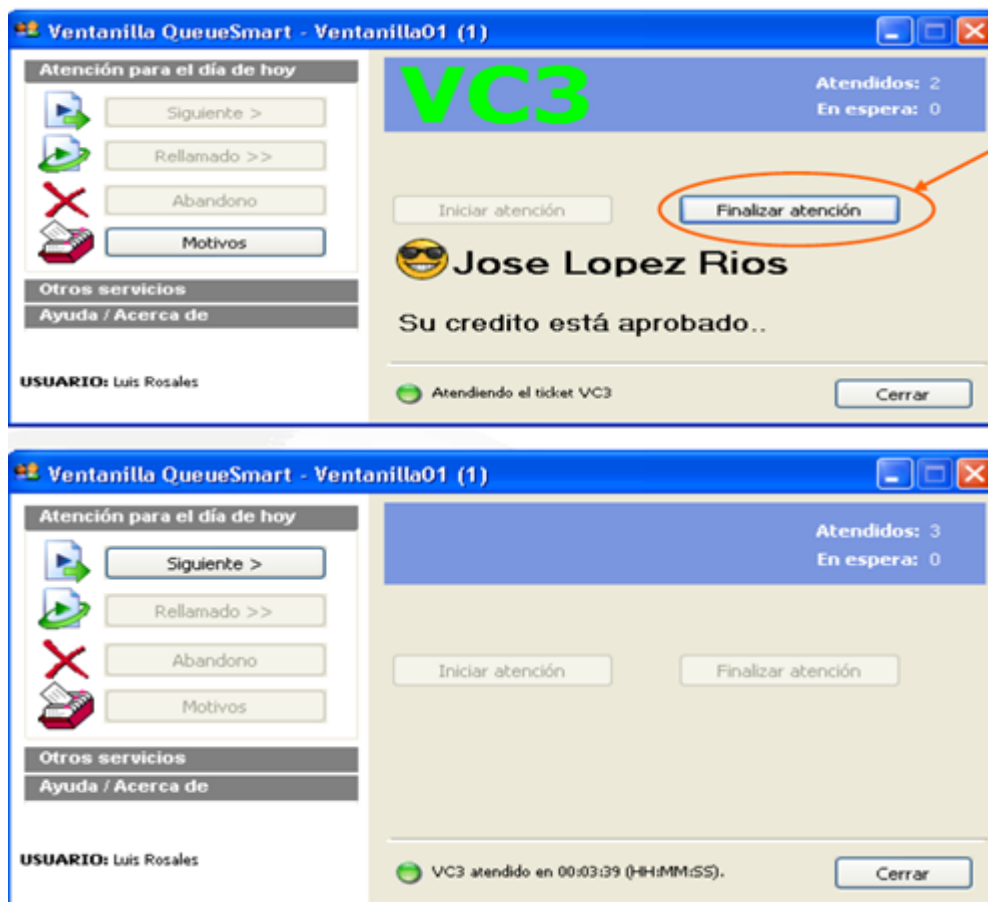 Ventanilla QueueSmart - Ventanilla01 (1)
Atención para el día de hoy
Siguiente >
Rellamado >>
Abandono
Motivos
Otros servicios
Ayuda / Acerca de
USUARIO: Luis Rosales
VC3
Atendidos: 2
En espera: 0
Iniciar atención
Finalizar atención
Jose Lopez Rios
Su credito está aprobado..
Atendiendo el ticket VC3
Cerrar
Ventanilla QueueSmart - Ventanilla01 (1)
Atención para el día de hoy
Siguiente >
Rellamado >>
Abandono
Motivos
Otros servicios
Ayuda / Acerca de
USUARIO: Luis Rosales
Atendidos: 3
En espera: 0
Iniciar atención
Finalizar atención
VC3 atendido en 00:03:39 (HH:MM:SS).
Cerrar